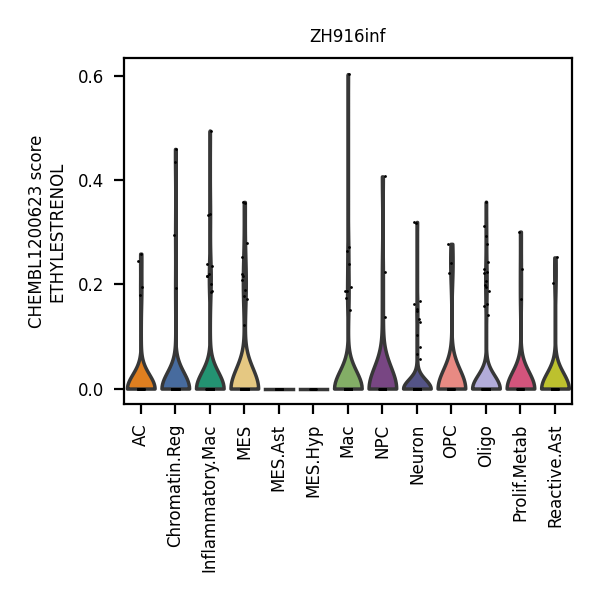 ZH916inf
CHEMBL1200623 score
ETHYLESTRENOL
0.6
0.4
0.2
0.0
AC
Chromatin.Reg
Inflammatory.Mac
MES
MES.Ast
MES.Hyp
Mac
NPC
Neuron
OPC
Oligo
Prolif.Metab
Reactive.Ast